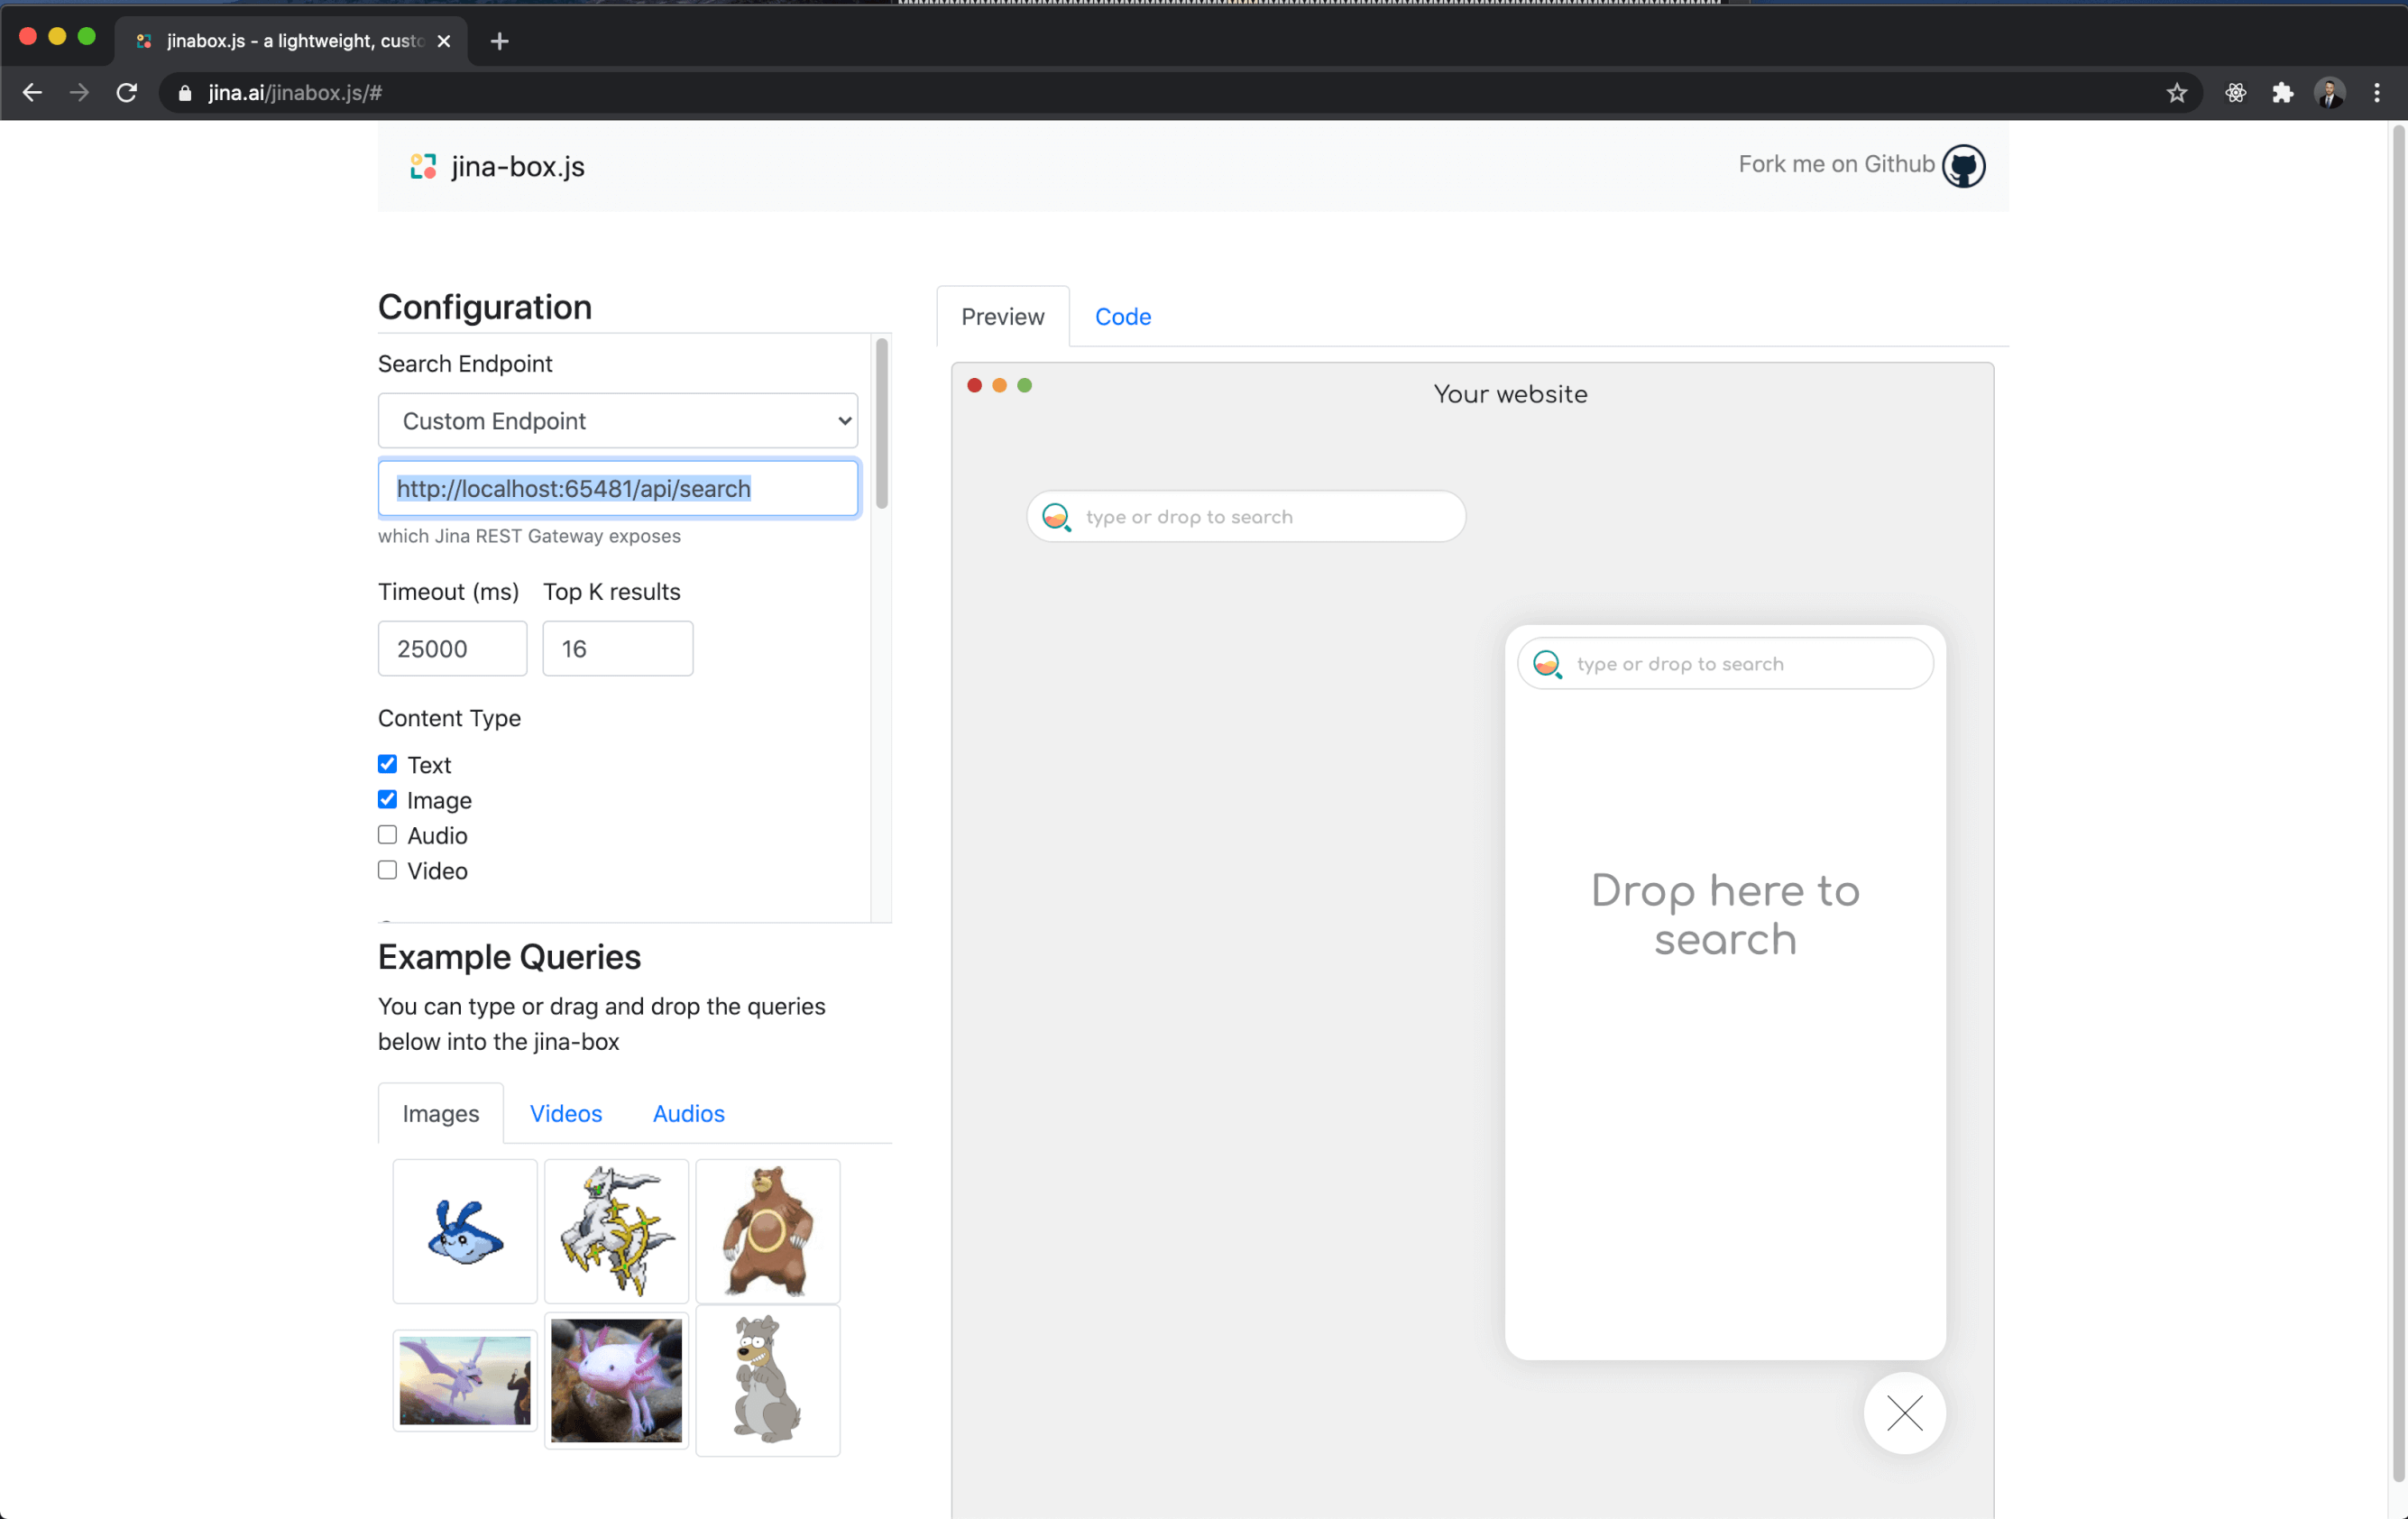 jinabox.js - a lightweight, custo
jina.ai/jinabox.js/#
jina-box.js
Fork me on Github
Configuration
Search Endpoint
Custom Endpoint
http://localhost:65481/api/search
which Jina REST Gateway exposes
Timeout (ms) Top K results
25000 16
Content Type
Text
Image
Audio
Video
Example Queries
You can type or drag and drop the queries
below into the jina-box
Images Videos Audios
Preview Code
Your website
type or drop to search
type or drop to search
Drop here to
search